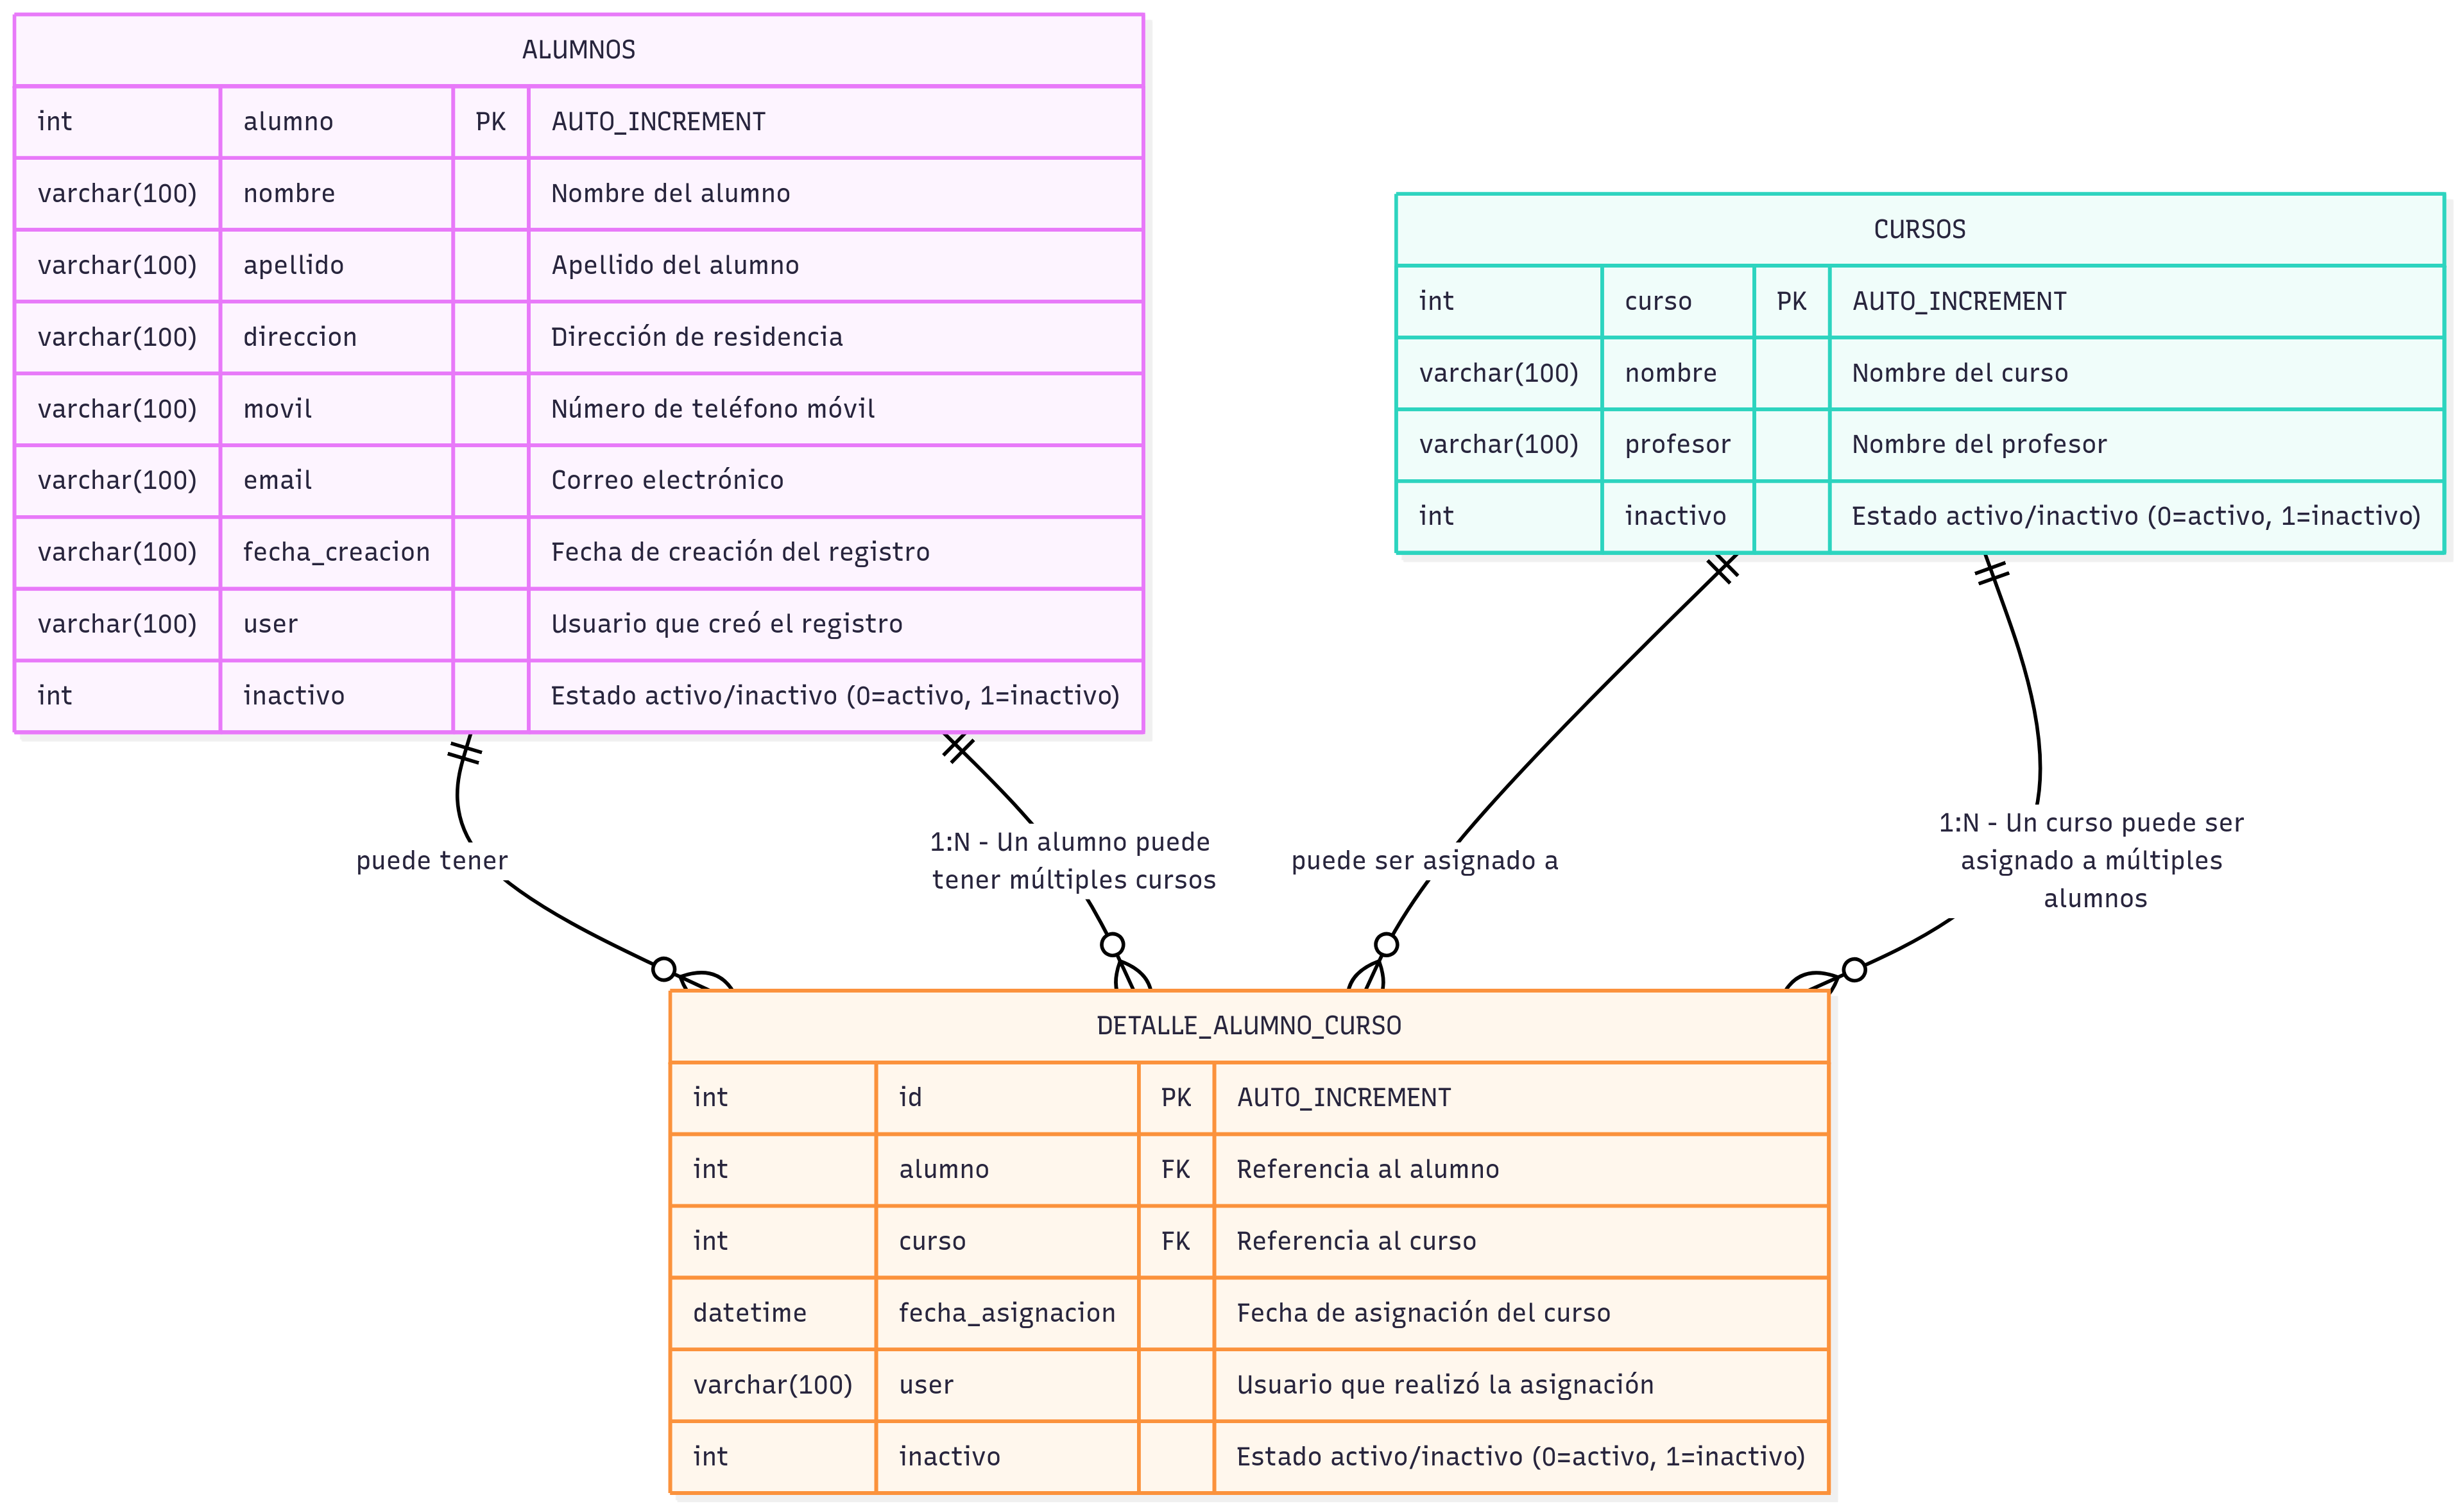 ALUMNOS
int alumno PK AUTO_INCREMENT
varchar(100) nombre Nombre del alumno
varchar(100) apellido Apellido del alumno
varchar(100) direccion Dirección de residencia
varchar(100) movil Número de teléfono móvil
varchar(100) email Correo electrónico
varchar(100) fecha_creacion Fecha de creación del registro
varchar(100) user Usuario que creó el registro
int inactivo Estado activo/inactivo (0=activo, 1=inactivo)
CURSOS
int curso PK AUTO_INCREMENT
varchar(100) nombre Nombre del curso
varchar(100) profesor Nombre del profesor
int inactivo Estado activo/inactivo (0=activo, 1=inactivo)
puede tener
1:N - Un alumno puede
tener múltiples cursos
puede ser asignado a
1:N - Un curso puede ser
asignado a múltiples
alumnos
DETALLE_ALUMNO_CURSO
int id PK AUTO_INCREMENT
int alumno FK Referencia al alumno
int curso FK Referencia al curso
datetime fecha_asignacion Fecha de asignación del curso
varchar(100) user Usuario que realizó la asignación
int inactivo Estado activo/inactivo (0=activo, 1=inactivo)